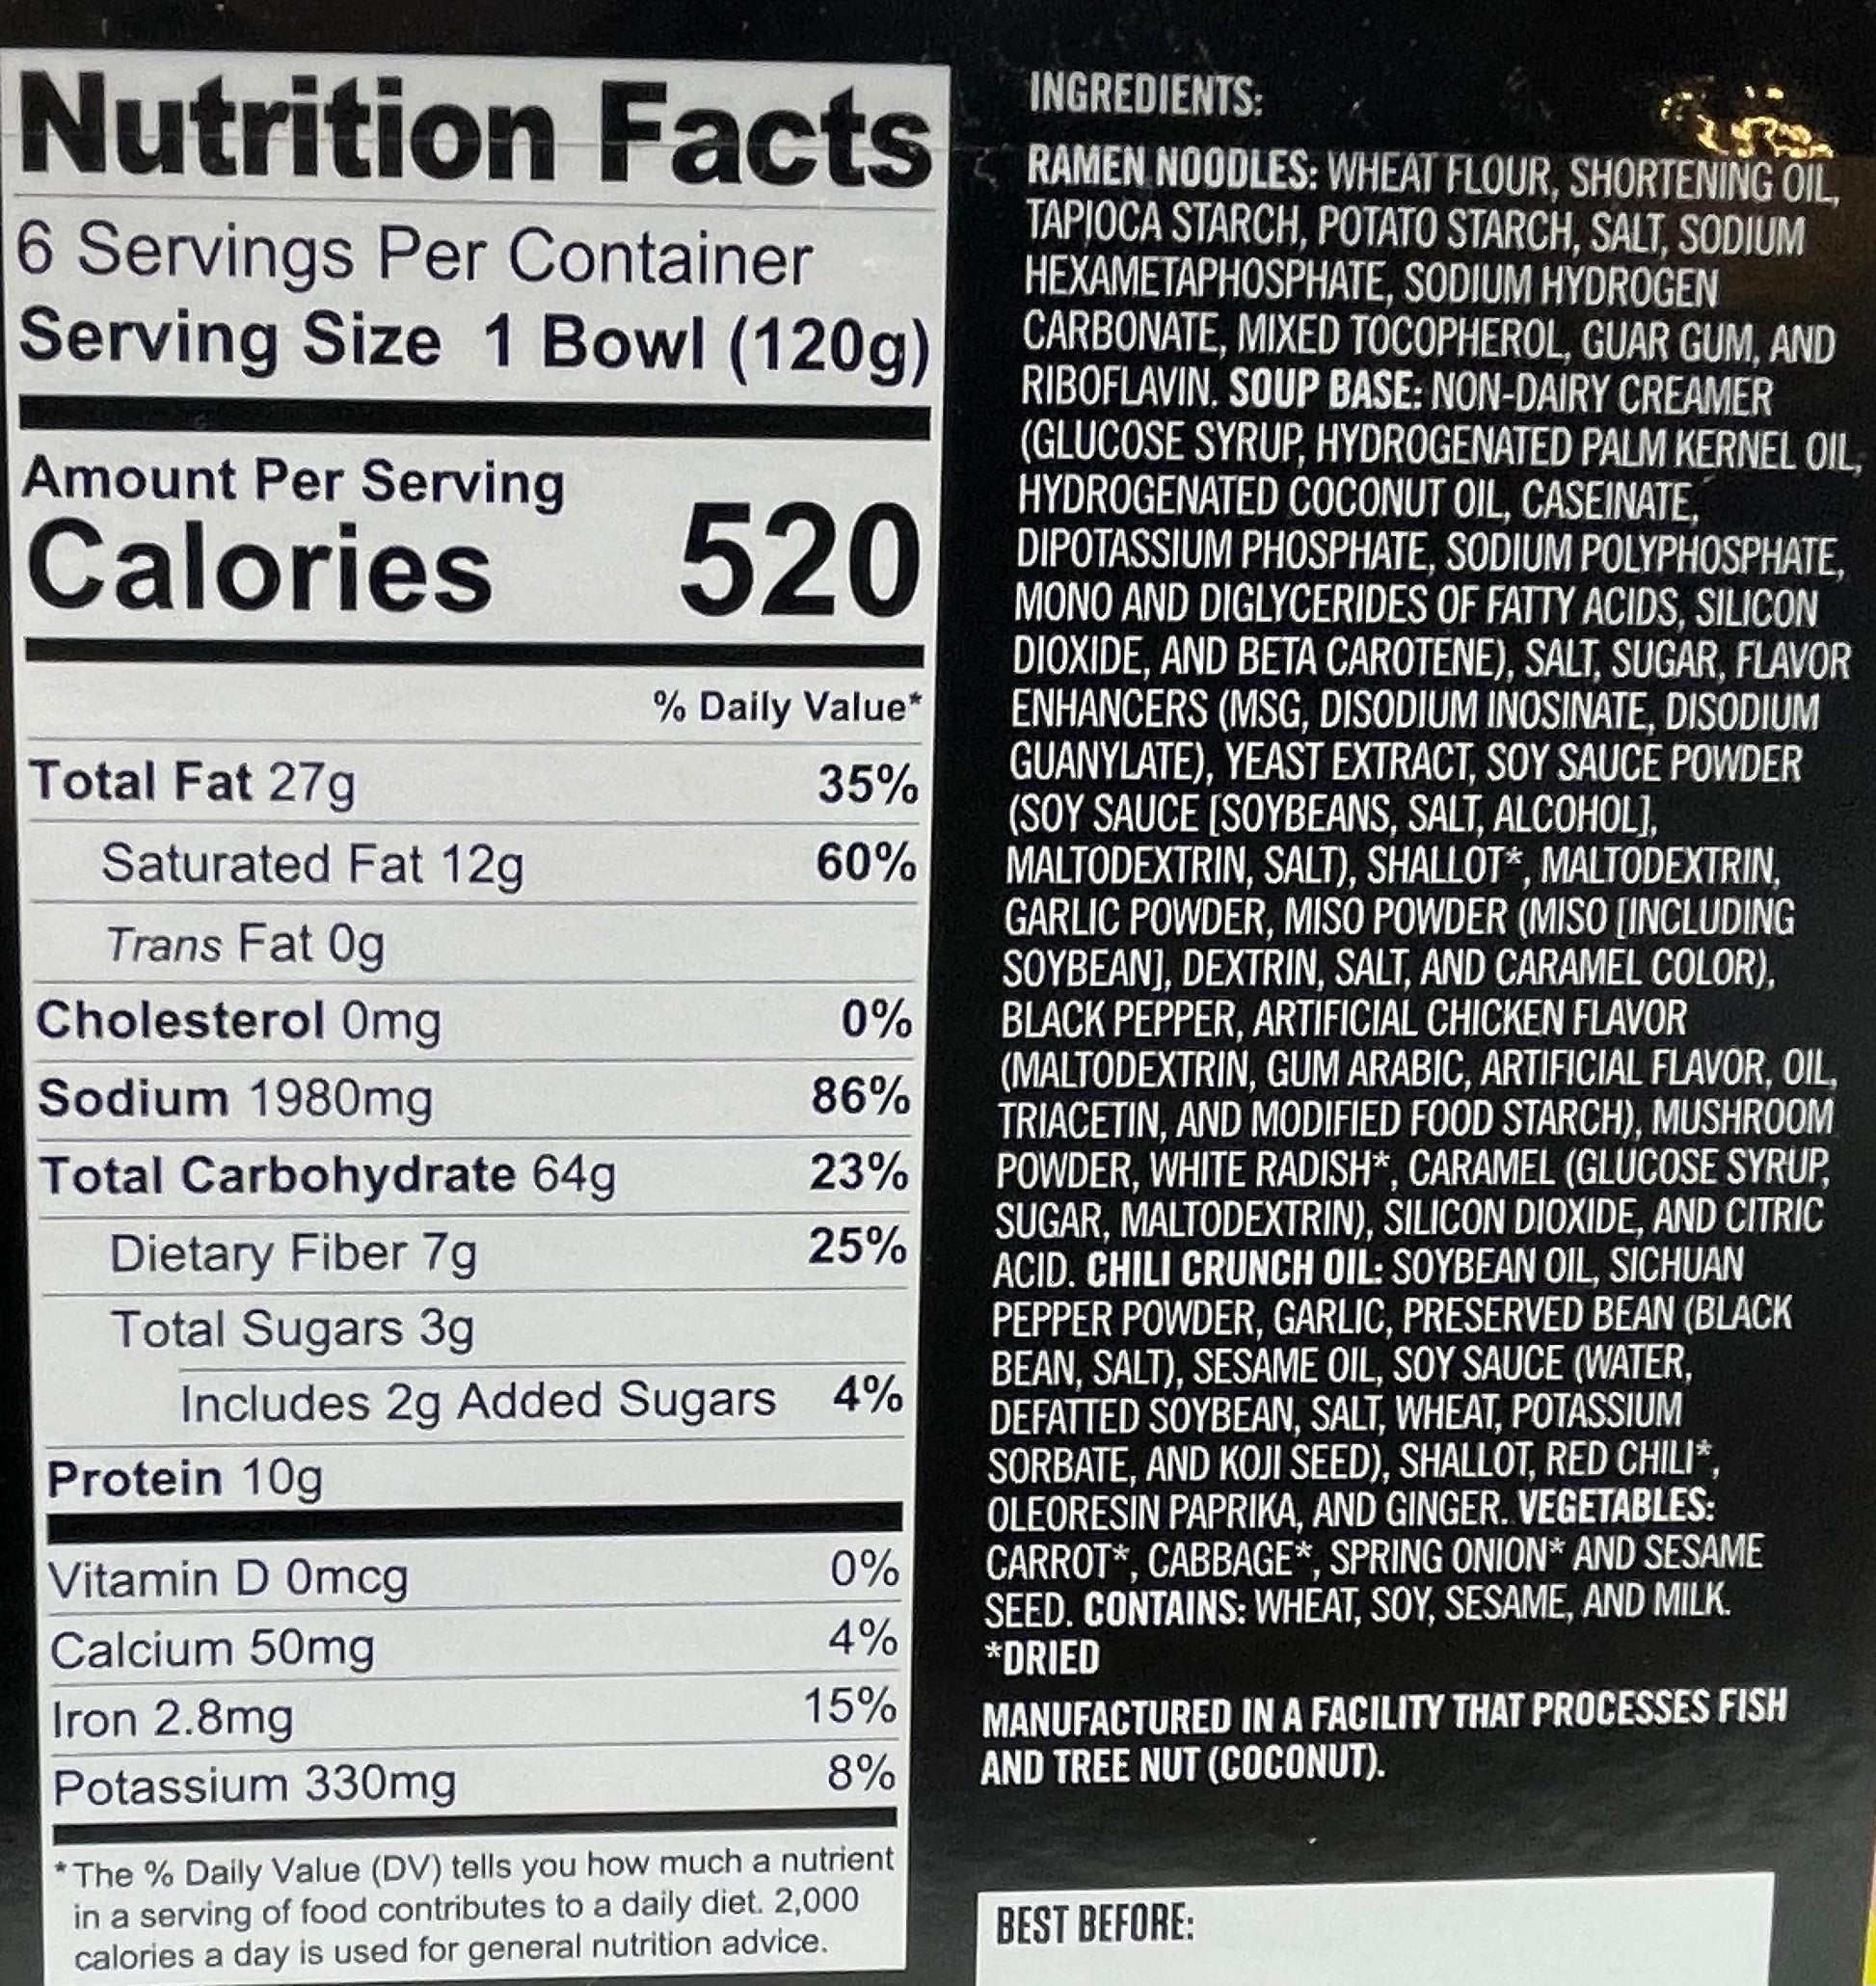 Nutrition Facts
6 Servings Per Container
Serving Size 1 Bowl (120g)
Amount Per Serving
Calories 520
% Daily Value*
Total Fat 27g 35%
Saturated Fat 12g 60%
Trans Fat 0g
Cholesterol 0mg 0%
Sodium 1980mg 86%
Total Carbohydrate 64g 23%
Dietary Fiber 7g 25%
Total Sugars 3g
Includes 2g Added Sugars 4%
Protein 10g
Vitamin D 0mcg 0%
Calcium 50mg 4%
Iron 2.8mg 15%
Potassium 330mg 8%
*The % Daily Value (DV) tells you how much a nutrient
in a serving of food contributes to a daily diet. 2,000
calories a day is used for general nutrition advice.
INGREDIENTS:
RAMEN NOODLES: WHEAT FLOUR, SHORTENING OIL,
TAPIOCA STARCH, POTATO STARCH, SALT, SODIUM
HEXAMETAPHOSPHATE, SODIUM HYDROGEN
CARBONATE, MIXED TOCOPHEROL, GUAR GUM, AND
RIBOFLAVIN. SOUP BASE: NON-DAIRY CREAMER
(GLUCOSE SYRUP, HYDROGENATED PALM KERNEL OIL,
HYDROGENATED COCONUT OIL, CASEINATE,
DIPOTASSIUM PHOSPHATE, SODIUM POLYPHOSPHATE,
MONO AND DIGLYCERIDES OF FATTY ACIDS, SILICON
DIOXIDE, AND BETA CAROTENE), SALT, SUGAR, FLAVOR
ENHANCERS (MSG, DISODIUM INOSINATE, DISODIUM
GUANYLATE), YEAST EXTRACT, SOY SAUCE POWDER
(SOY SAUCE [SOYBEANS, SALT, ALCOHOL],
MALTODEXTRIN, SALT), SHALLOT*, MALTODEXTRIN,
GARLIC POWDER, MISO POWDER (MISO [INCLUDING
SOYBEAN], DEXTRIN, SALT, AND CARAMEL COLOR),
BLACK PEPPER, ARTIFICIAL CHICKEN FLAVOR
(MALTODEXTRIN, GUM ARABIC, ARTIFICIAL FLAVOR, OIL,
TRIACETIN, AND MODIFIED FOOD STARCH), MUSHROOM
POWDER, WHITE RADISH*, CARAMEL (GLUCOSE SYRUP,
SUGAR, MALTODEXTRIN), SILICON DIOXIDE, AND CITRIC
ACID. CHILI CRUNCH OIL: SOYBEAN OIL, SICHUAN
PEPPER POWDER, GARLIC, PRESERVED BEAN (BLACK
BEAN, SALT), SESAME OIL, SOY SAUCE (WATER,
DEFATTED SOYBEAN, SALT, WHEAT, POTASSIUM
SORBATE, AND KOJI SEED), SHALLOT, RED CHILI*,
OLEORESIN PAPRIKA, AND GINGER. VEGETABLES:
CARROT*, CABBAGE*, SPRING ONION* AND SESAME
SEED. CONTAINS: WHEAT, SOY, SESAME, AND MILK.
*DRIED
MANUFACTURED IN A FACILITY THAT PROCESSES FISH
AND TREE NUT (COCONUT).
BEST BEFORE: